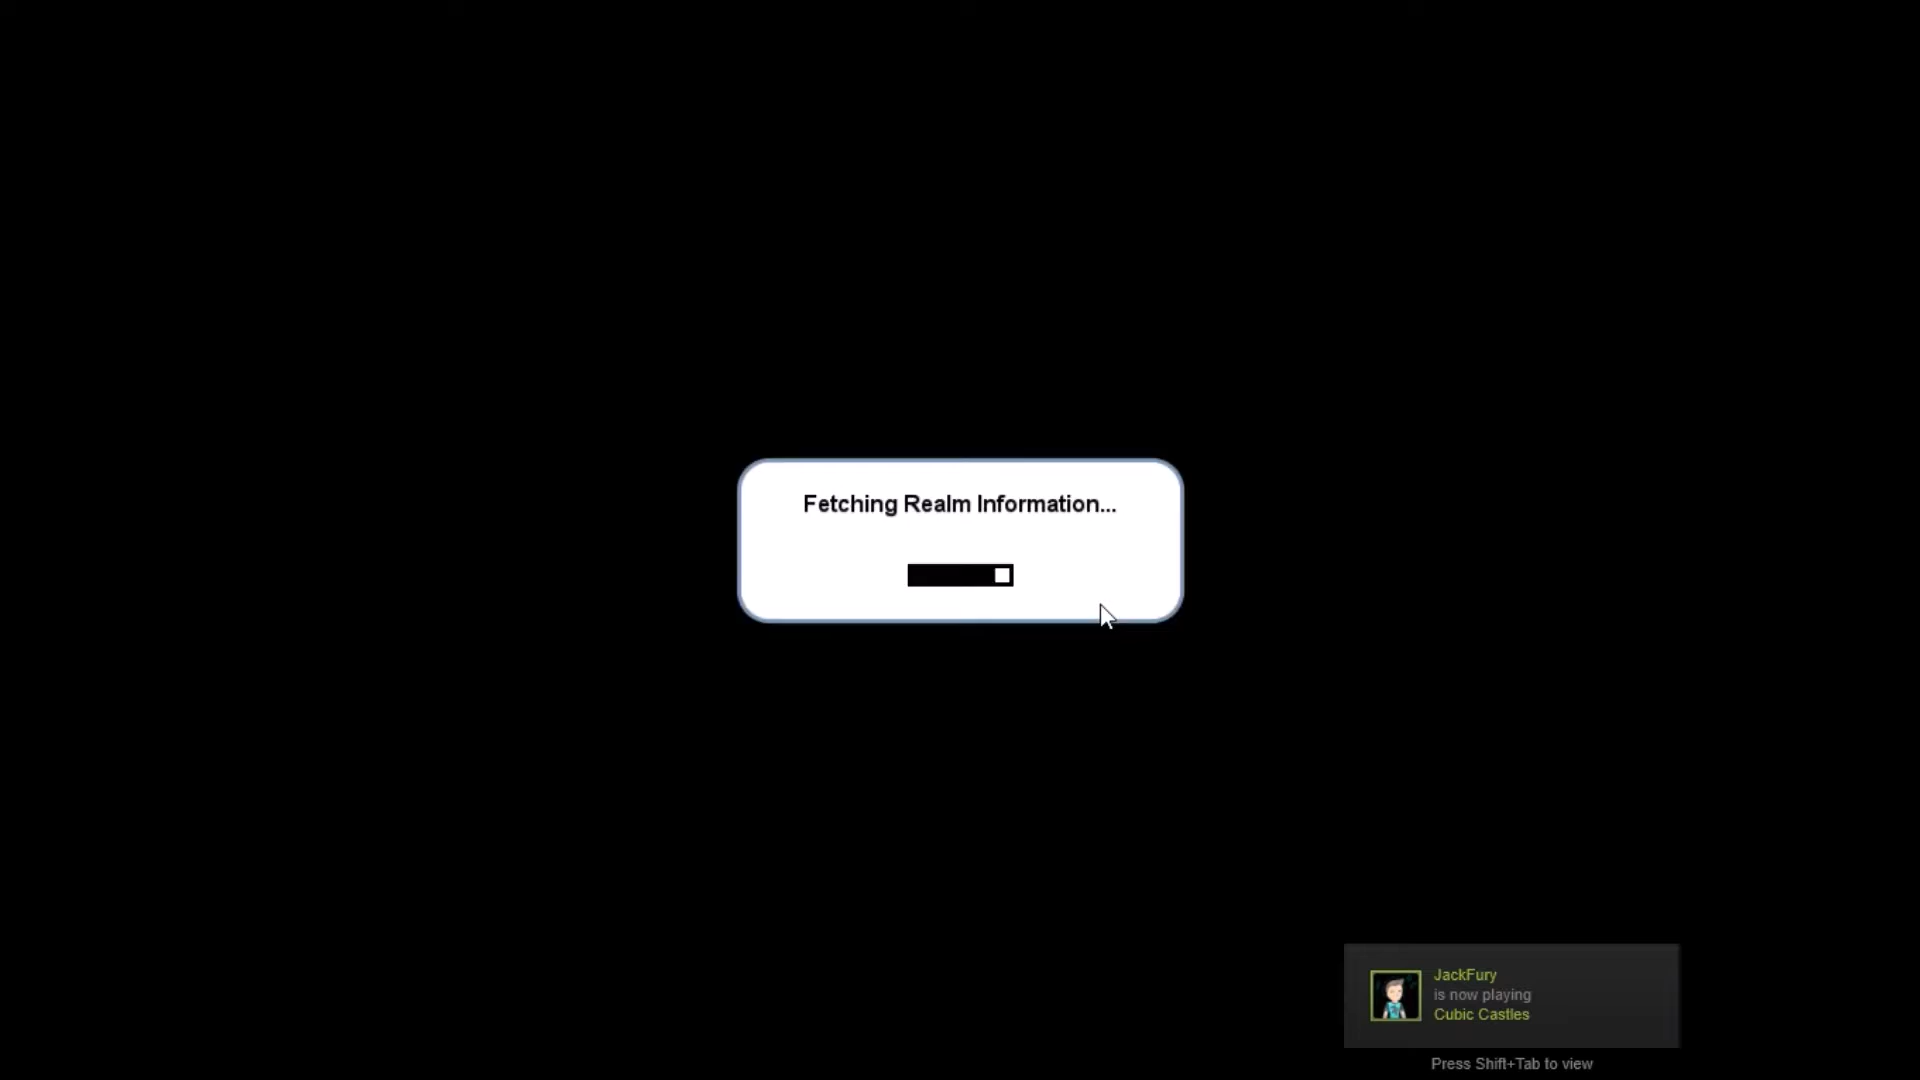 Fetching Realm Information...
JackFury
is now playing
Cubic Castles
Press Shift+Tab to view